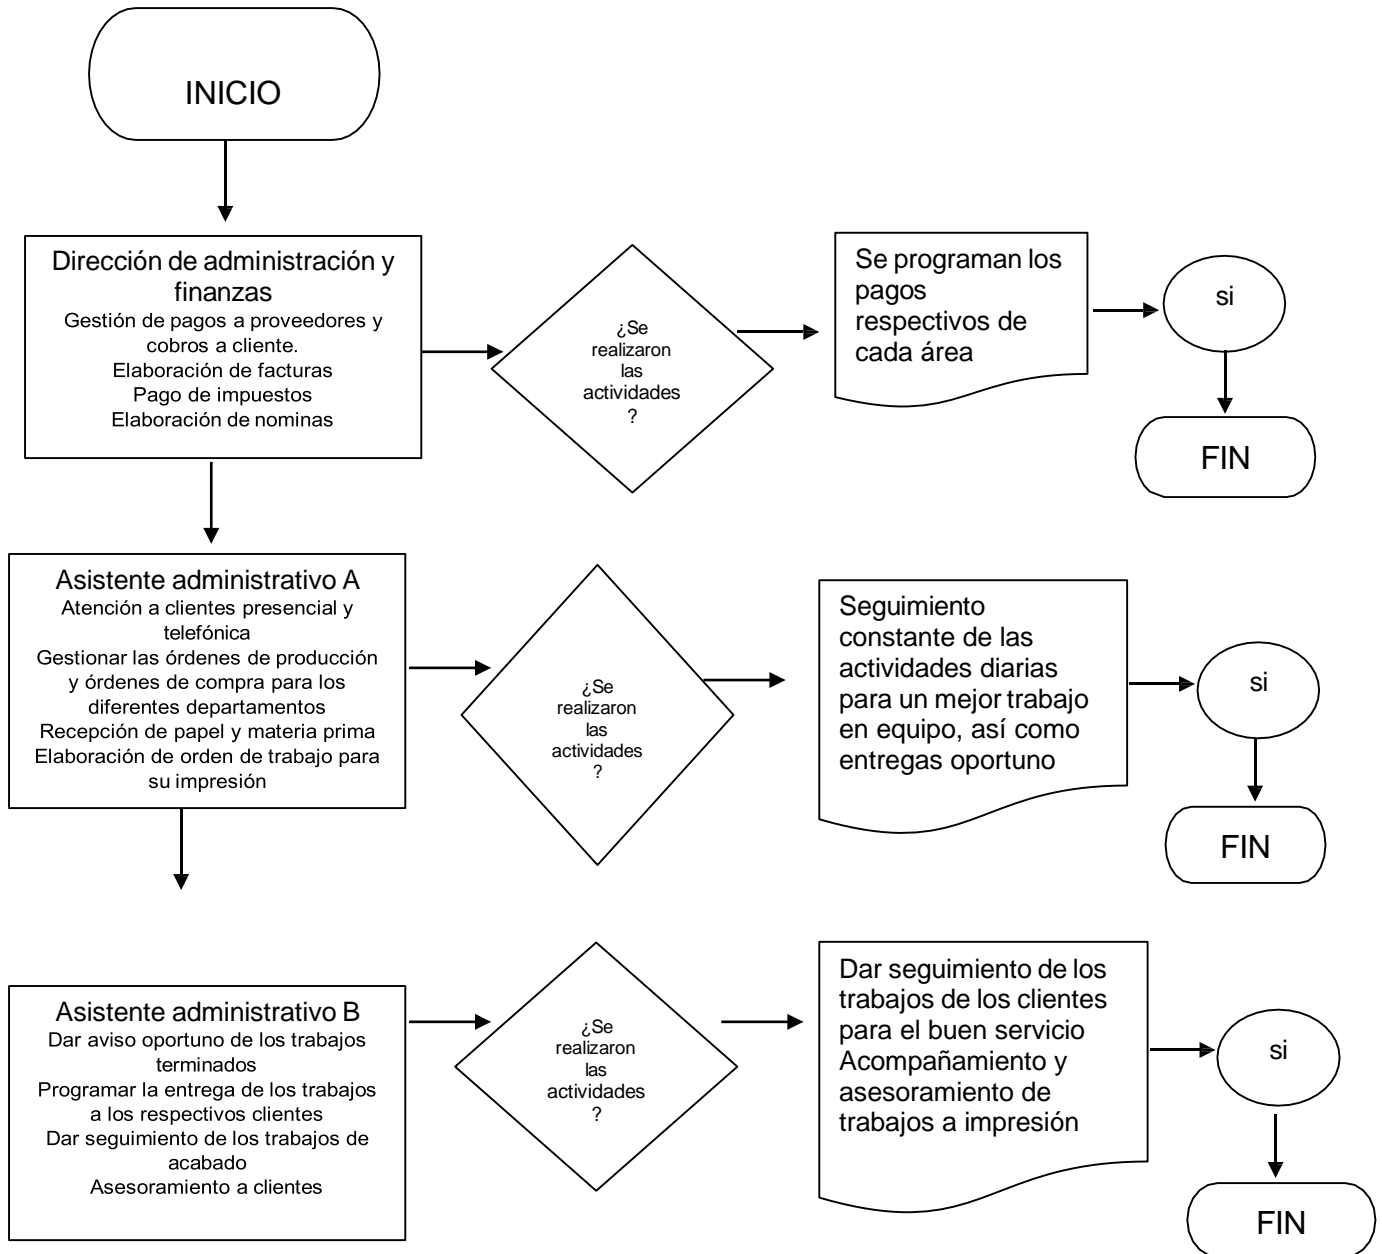 INICIO
Dirección de administración y
finanzas
Gestión de pagos a proveedores y
cobros a cliente.
Elaboración de facturas
Pago de impuestos
Elaboración de nominas
¿Se
realizaron
las
actividades
?
Se programan los
pagos
respectivos de
cada área
si
FIN
Asistente administrativo A
Atención a clientes presencial y
telefónica
Gestionar las órdenes de producción
y órdenes de compra para los
diferentes departamentos
Recepción de papel y materia prima
Elaboración de orden de trabajo para
su impresión
¿Se
realizaron
las
actividades
?
Seguimiento
constante de las
actividades diarias
para un mejor trabajo
en equipo, así como
entregas oportuno
si
FIN
Asistente administrativo B
Dar aviso oportuno de los trabajos
terminados
Programar la entrega de los trabajos
a los respectivos clientes
Dar seguimiento de los trabajos de
acabado
Asesoramiento a clientes
¿Se
realizaron
las
actividades
?
Dar seguimiento de los
trabajos de los clientes
para el buen servicio
Acompañamiento y
asesoramiento de
trabajos a impresión
si
FIN